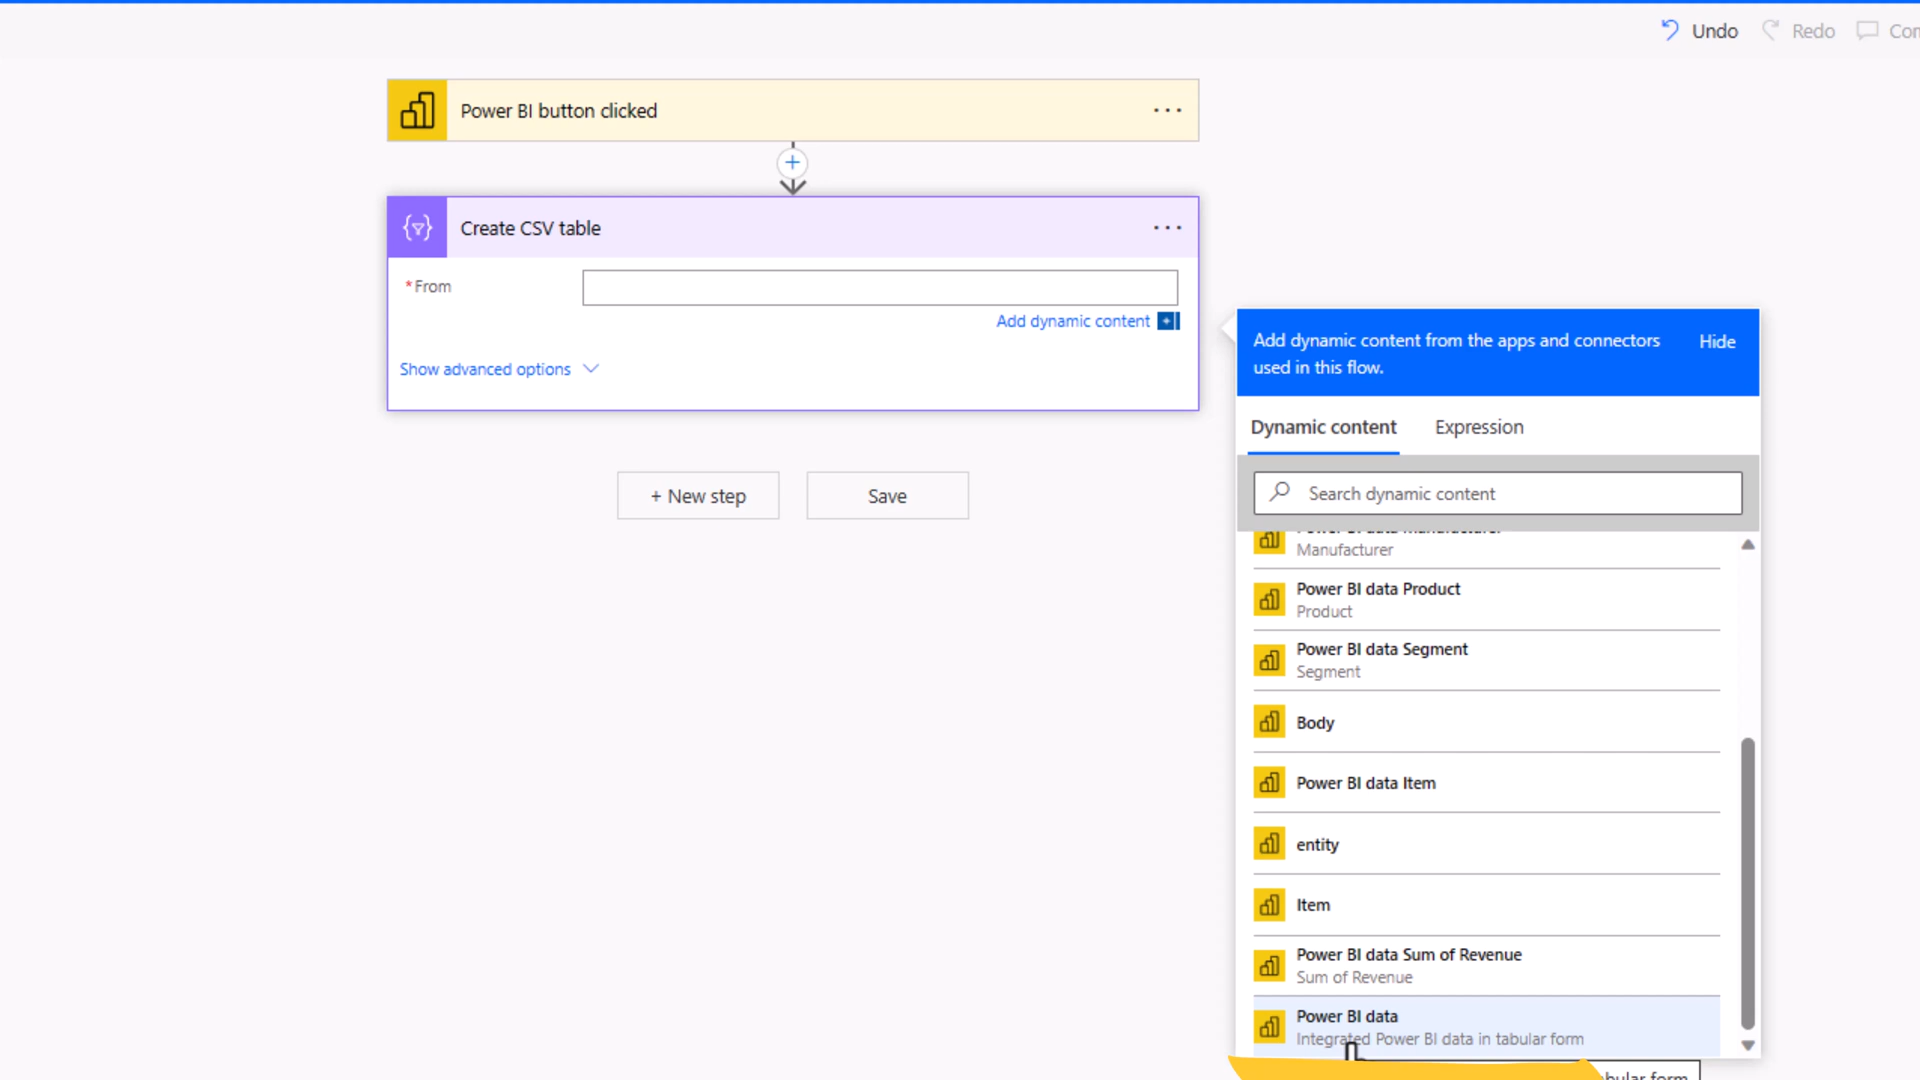 Undo
Redo
Con
Power BI button clicked
Create CSV table
*From
Add dynamic content
Show advanced options
+ New step
Save
Add dynamic content from the apps and connectors
used in this flow.
Hide
Dynamic content
Expression
Search dynamic content
Manufacturer
Power BI data Product
Product
Power BI data Segment
Segment
Body
Power BI data Item
entity
Item
Power BI data Sum of Revenue
Sum of Revenue
Power BI data
Integrated Power BI data in tabular form
form